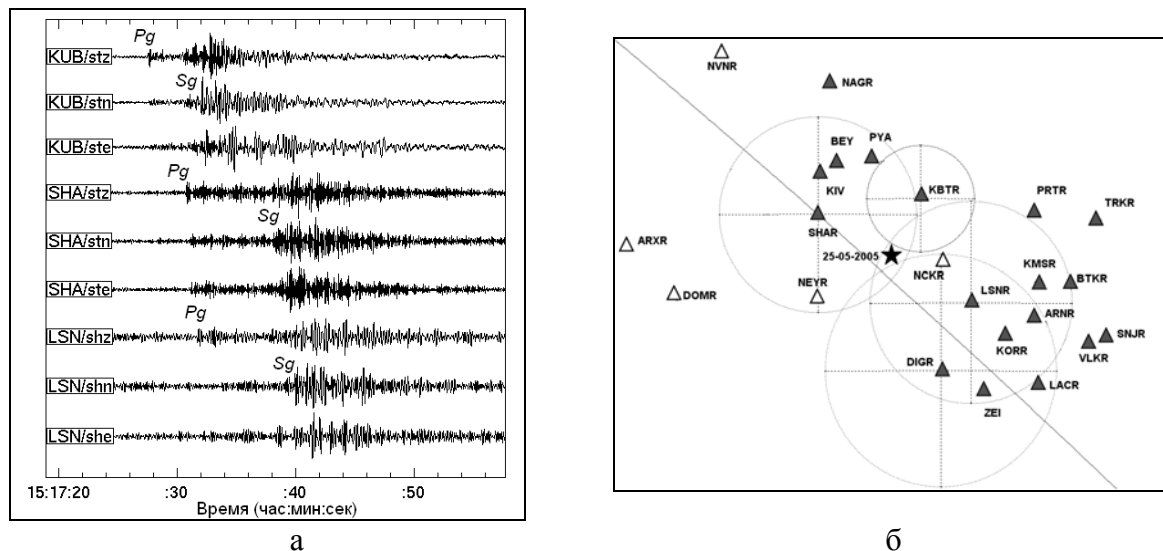 Pg
KUB/stz
Sg
KUB/stn
KUB/ste
Pg
SHA/stz
Sg
SHA/stn
SHA/ste
Pg
LSN/shz
Sg
LSN/shn
LSN/she
15:17:20 :30 :40 :50
Время (час:мин:сек)
а
NVNR
NAGR
BEY PYA
KIV
KBTR
PRTR
TRKR
SHAR
ARXR
25-05-2005
NCKR
KMSR
BTKR
DOMR
NEYR
LSNR
ARNR
SNJR
KORR
VLKR
DIGR
LACR
ZEI
б